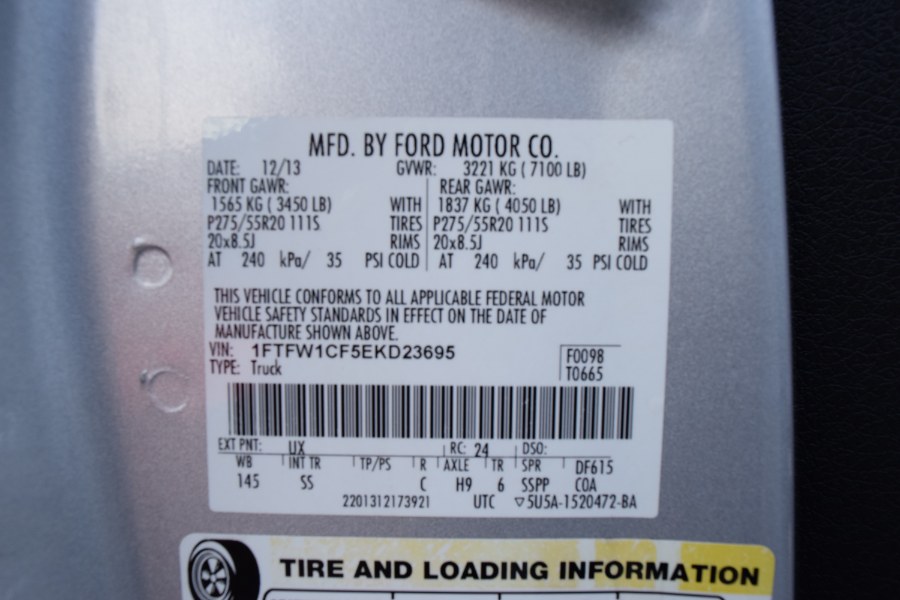 MFD. BY FORD MOTOR CO.
DATE: 12/13 GVWR: 3221 KG ( 7100 LB)
FRONT GAWR: REAR GAWR:
1565 KG ( 3450 LB) WITH 1837 KG ( 4050 LB) WITH
P275/55R20 111S TIRES P275/55R20 111S TIRES
20x8.5J RIMS 20x8.5J RIMS
AT 240 kPa/ 35 PSI COLD AT 240 kPa/ 35 PSI COLD
THIS VEHICLE CONFORMS TO ALL APPLICABLE FEDERAL MOTOR
VEHICLE SAFETY STANDARDS IN EFFECT ON THE DATE OF
MANUFACTURE SHOWN ABOVE.
VIN: 1FTFW1CF5EKD23695 F0098
TYPE: Truck T0665
EXT PNT: UX RC: 24 DSO:
WB INT TR TP/PS R AXLE TR SPR DF615
145 SS C H9 6 SSPP COA
2201312173921 UTC ▽5U5A-1520472-BA
TIRE AND LOADING INFORMATION